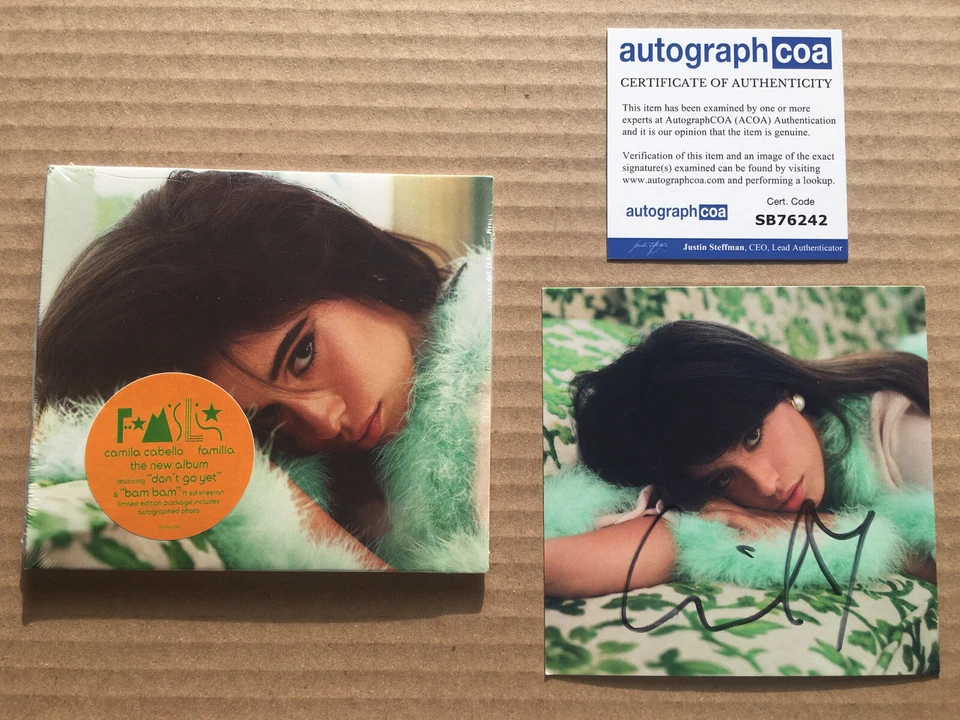 autographcoa
CERTIFICATE OF AUTHENTICITY
This item has been examined by one or more
experts at AutographCOA (ACOA) Authentication
and it is our opinion that the item is genuine.
Verification of this item and an image of the exact
signature(s) examined can be found by visiting
www.autographcoa.com and performing a lookup.
autographcoa
Cert. Code
SB76242
Justin Steffman, CEO, Lead Authenticator
FAMILIA
camila cabello familia
the new album
featuring "don't go yet"
& "bam bam" ft. ed sheeran
limited edition package includes
autographed photo